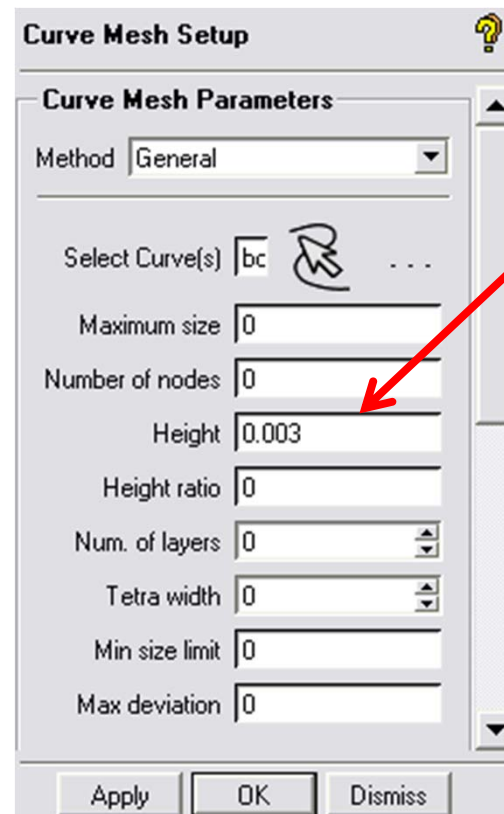 Curve Mesh Setup
Curve Mesh Parameters
Method General
Select Curve(s) bc ...
Maximum size 0
Number of nodes 0
Height 0.003
Height ratio 0
Num. of layers 0
Tetra width 0
Min size limit 0
Max deviation 0
Apply OK Dismiss